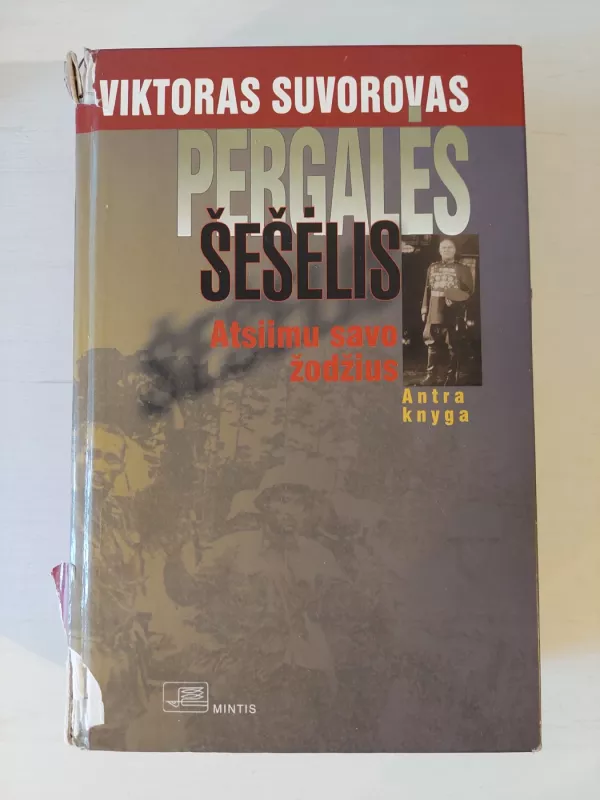 VIKTORAS SUVOROVAS
PERGALĖS
ŠEŠĖLIS
Atsiimu savo
žodžius
Antra
knyga
MINTIS